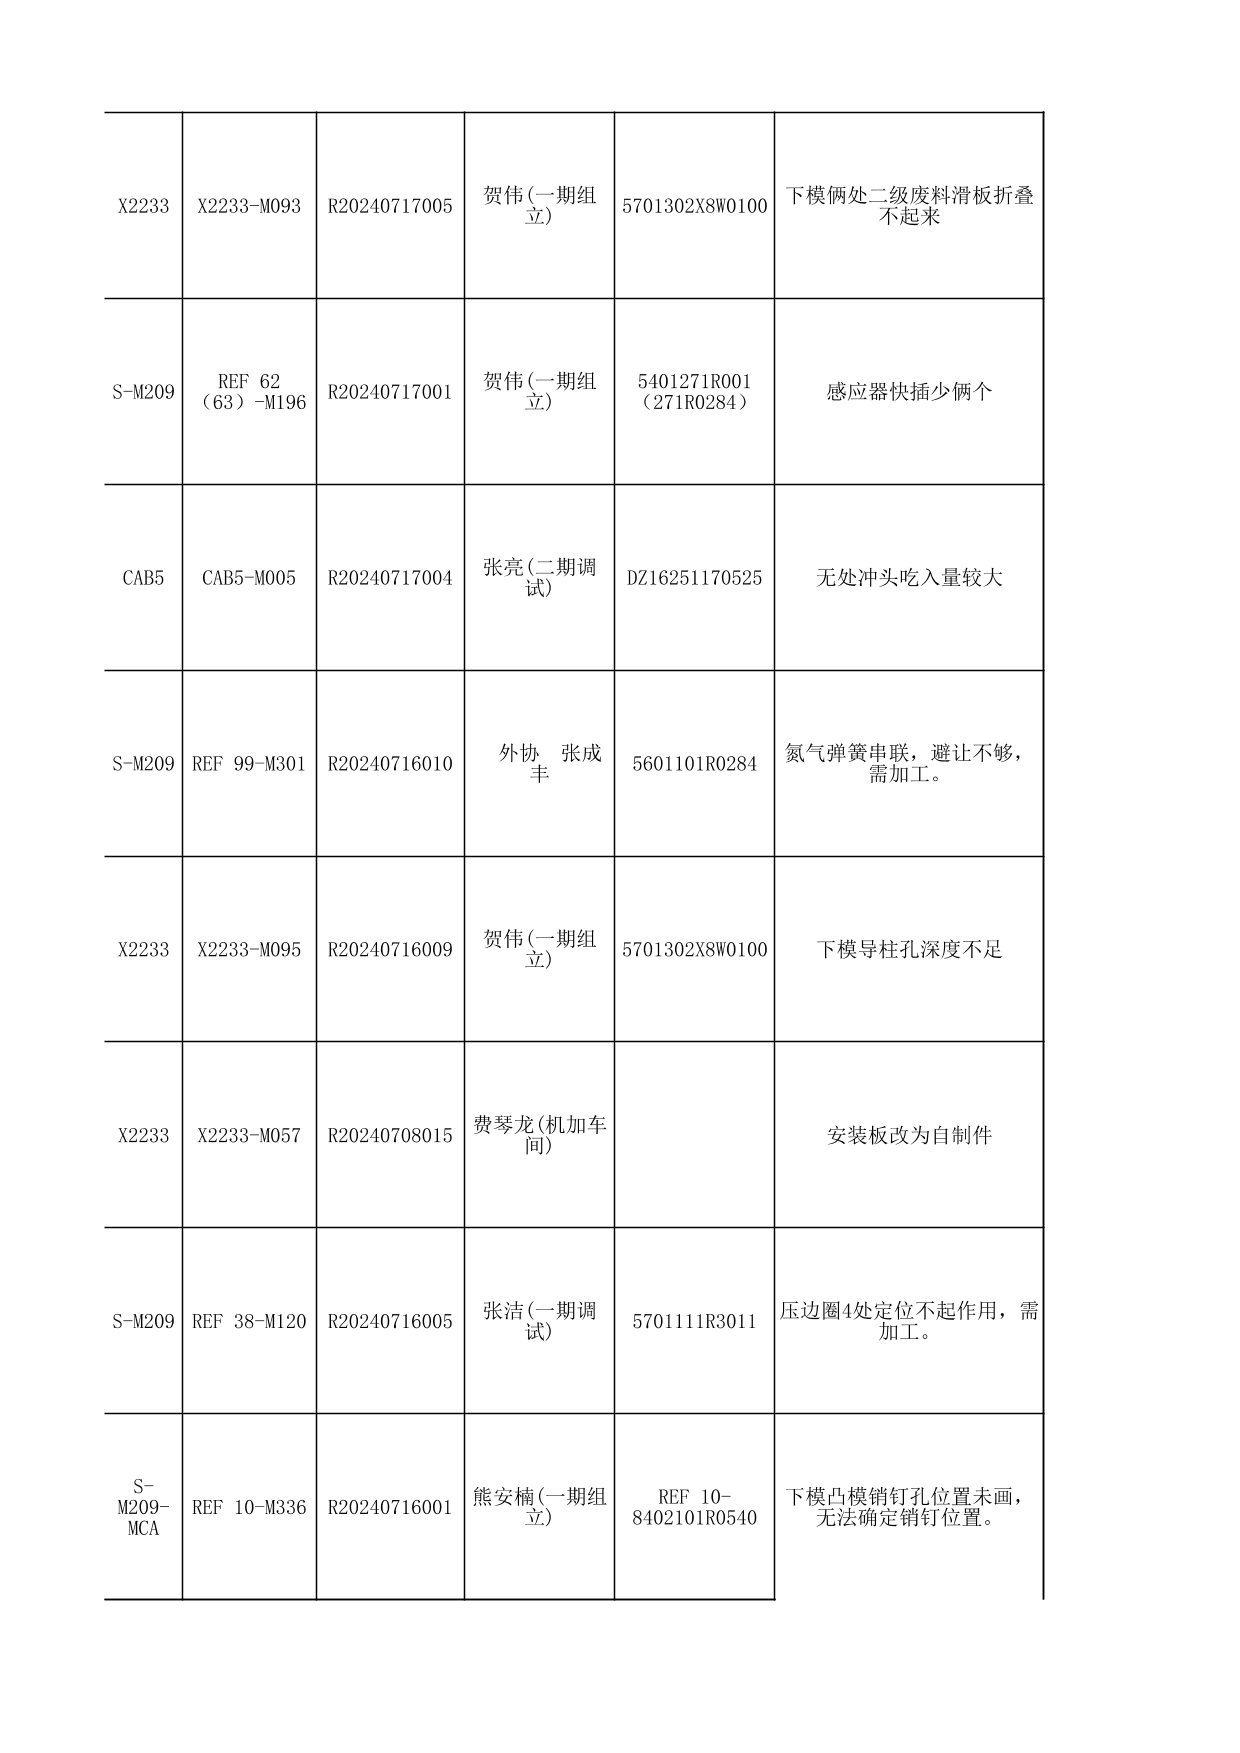 X2233 X2233-M093 R20240717005 贺伟(一期组
立) 5701302X8W0100 下模俩处二级废料滑板折叠
不起来
S-M209 REF 62
（63）-M196 R20240717001 贺伟(一期组
立) 5401271R001
（271R0284） 感应器快插少俩个
CAB5 CAB5-M005 R20240717004 张亮(二期调
试) DZ16251170525 无处冲头吃入量较大
S-M209 REF 99-M301 R20240716010 外协 张成
丰 5601101R0284 氮气弹簧串联，避让不够，
需加工。
X2233 X2233-M095 R20240716009 贺伟(一期组
立) 5701302X8W0100 下模导柱孔深度不足
X2233 X2233-M057 R20240708015 费琴龙(机加车
间) 安装板改为自制件
S-M209 REF 38-M120 R20240716005 张洁(一期调
试) 5701111R3011 压边圈4处定位不起作用，需
加工。
S-
M209-
MCA REF 10-M336 R20240716001 熊安楠(一期组
立) REF 10-
8402101R0540 下模凸模销钉孔位置未画，
无法确定销钉位置。